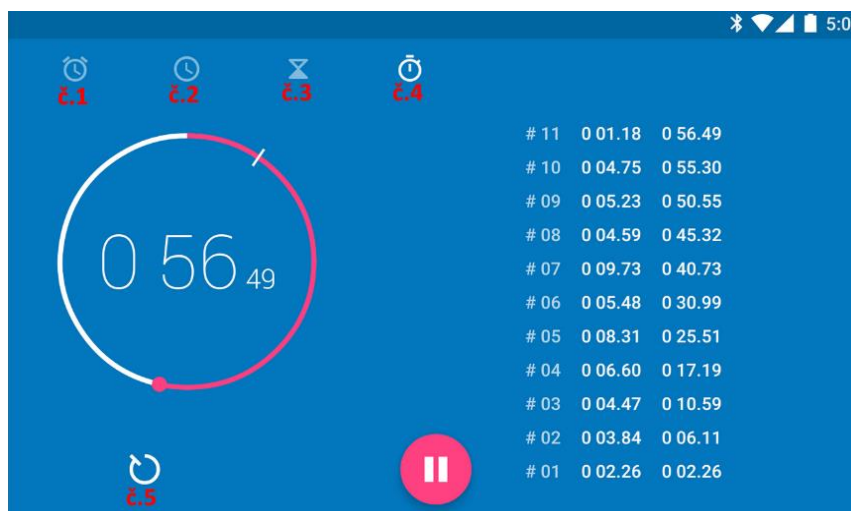 5:0
č.1 č.2 č.3 č.4
0 56 49
# 11 0 01.18 0 56.49
# 10 0 04.75 0 55.30
# 09 0 05.23 0 50.55
# 08 0 04.59 0 45.32
# 07 0 09.73 0 40.73
# 06 0 05.48 0 30.99
# 05 0 08.31 0 25.51
# 04 0 06.60 0 17.19
# 03 0 04.47 0 10.59
# 02 0 03.84 0 06.11
# 01 0 02.26 0 02.26
č.5